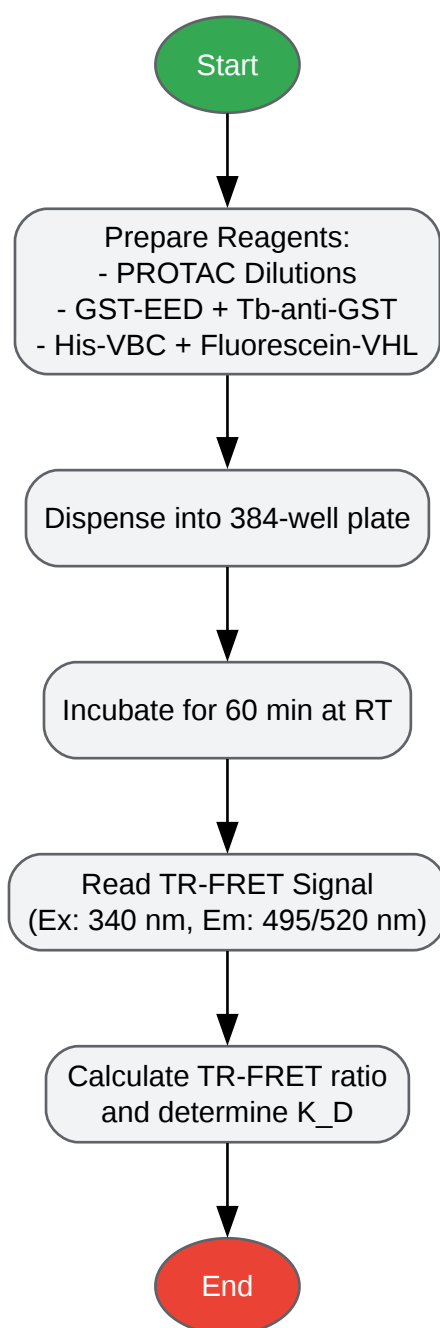 Start
Prepare Reagents:
- PROTAC Dilutions
- GST-EED + Tb-anti-GST
- His-VBC + Fluorescein-VHL
Dispense into 384-well plate
Incubate for 60 min at RT
Read TR-FRET Signal
(Ex: 340 nm, Em: 495/520 nm)
Calculate TR-FRET ratio
and determine K_D
End